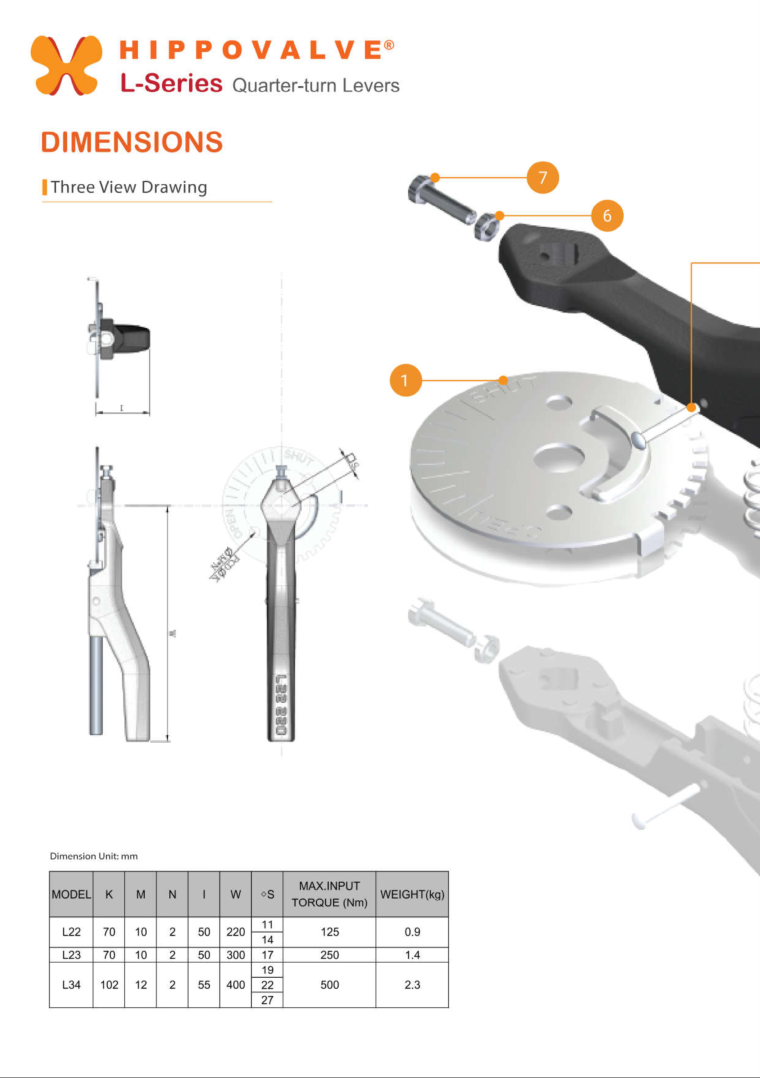 HIPPOVALVE®
L-Series Quarter-turn Levers
DIMENSIONS
Three View Drawing
7
6
1
SHUT
OPEN
I
SHUT
□S
OPEN
W
L22 220
Dimension Unit: mm
MODEL K M N I W ◇S MAX.INPUT TORQUE (Nm) WEIGHT(kg)
L22 70 10 2 50 220 11 125 0.9
14
L23 70 10 2 50 300 17 250 1.4
19
L34 102 12 2 55 400 22 500 2.3
27